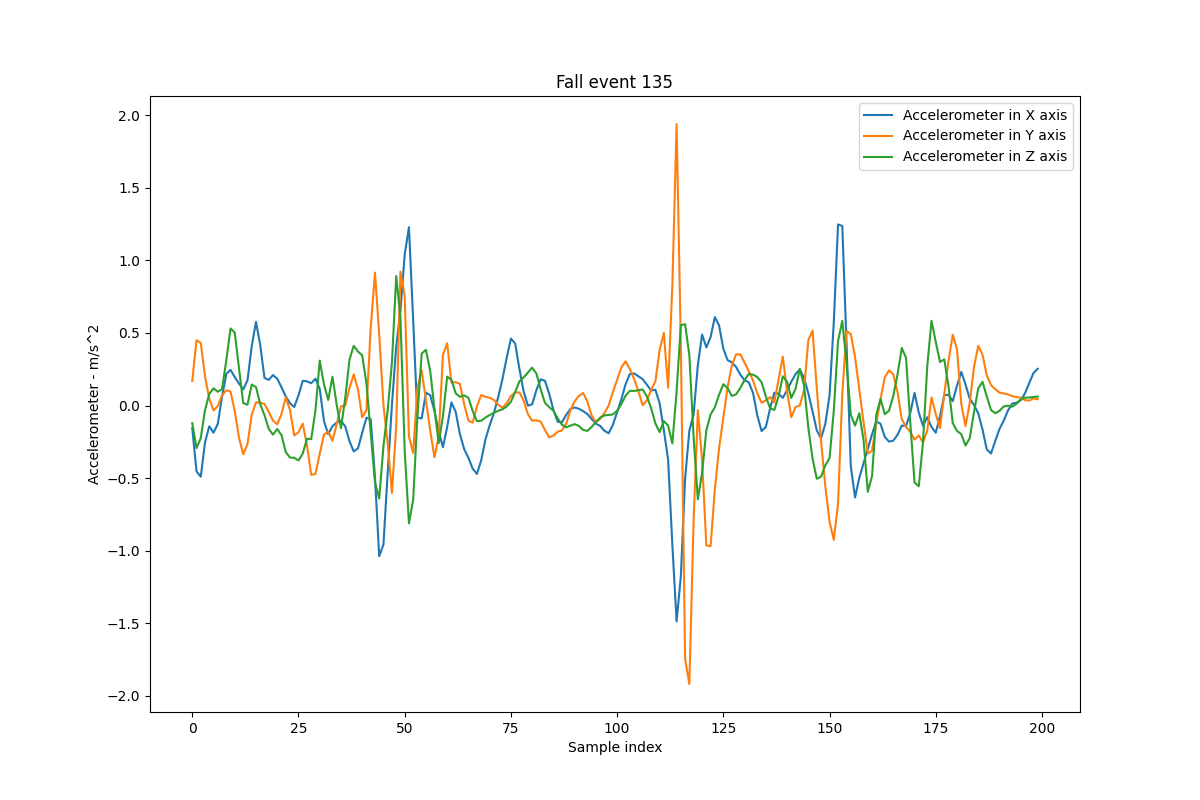 Fall event 135
Accelerometer in X axis
Accelerometer in Y axis
Accelerometer in Z axis
2.0
1.5
1.0
0.5
0.0
−0.5
−1.0
−1.5
−2.0
Accelerometer - m/s^2
0 25 50 75 100 125 150 175 200
Sample index